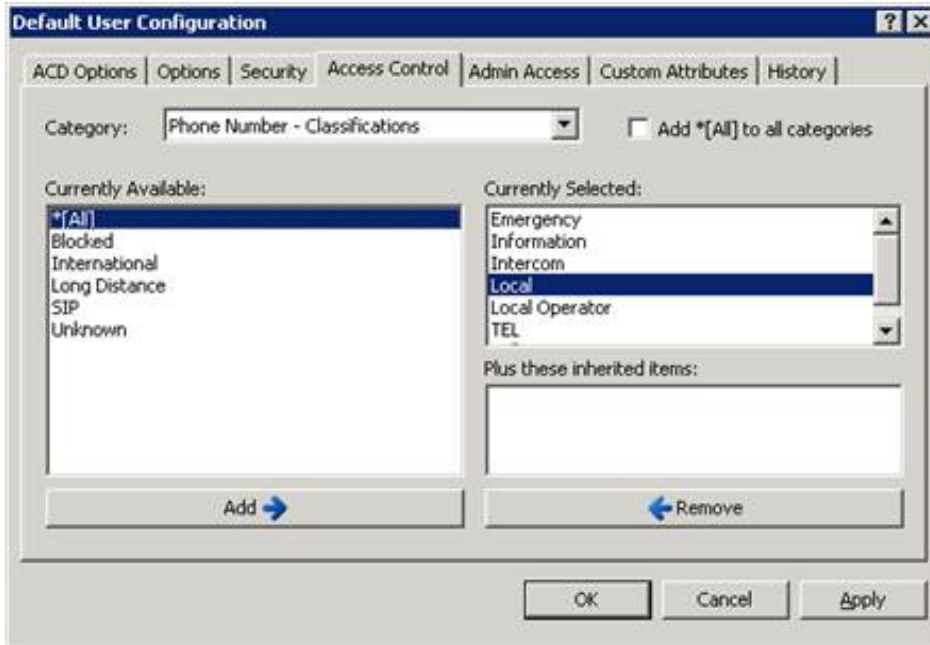 Default User Configuration
ACD Options Options Security Access Control Admin Access Custom Attributes History
Category: Phone Number - Classifications Add *[All] to all categories
Currently Available:
*[All]
Blocked
International
Long Distance
SIP
Unknown
Add
Currently Selected:
Emergency
Information
Intercom
Local
Local Operator
TEL
Plus these inherited items:
Remove
OK Cancel Apply